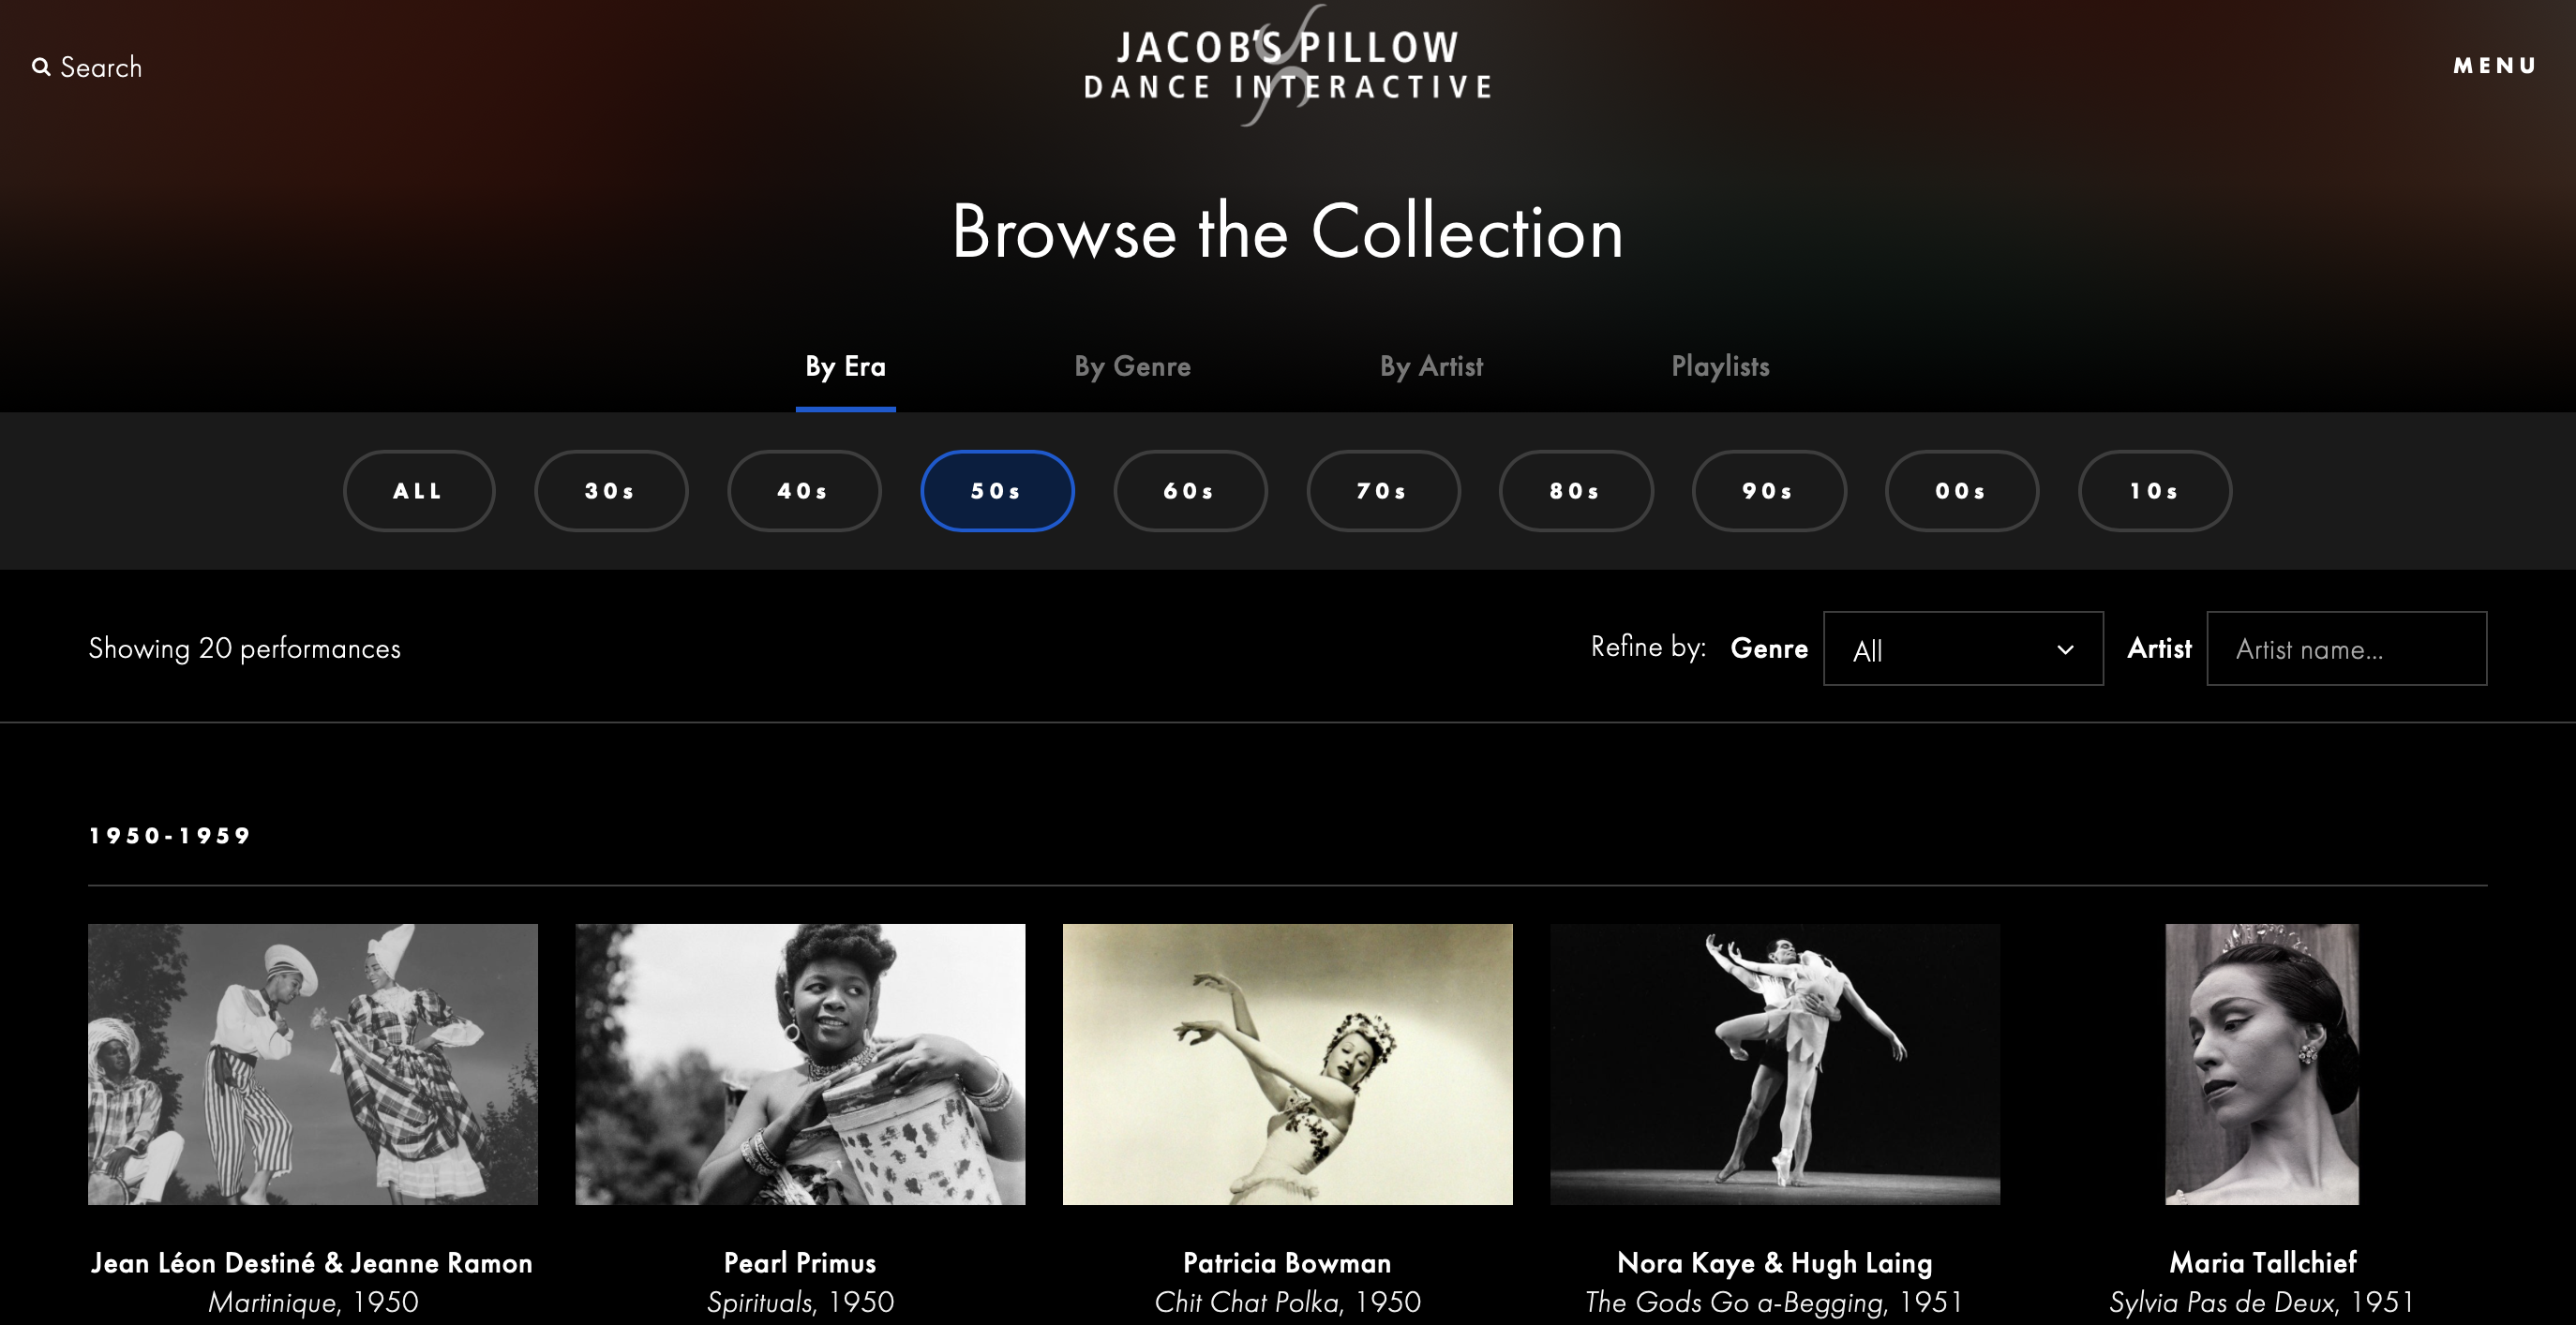 Search
JACOB'S PILLOW
DANCE INTERACTIVE
MENU
Browse the Collection
By Era
By Genre
By Artist
Playlists
ALL
30s
40s
50s
60s
70s
80s
90s
00s
10s
Showing 20 performances
Refine by:
Genre
All
Artist
Artist name...
1950-1959
Jean Léon Destiné & Jeanne Ramon
Martinique, 1950
Pearl Primus
Spirituals, 1950
Patricia Bowman
Chit Chat Polka, 1950
Nora Kaye & Hugh Laing
The Gods Go a-Begging, 1951
Maria Tallchief
Sylvia Pas de Deux, 1951